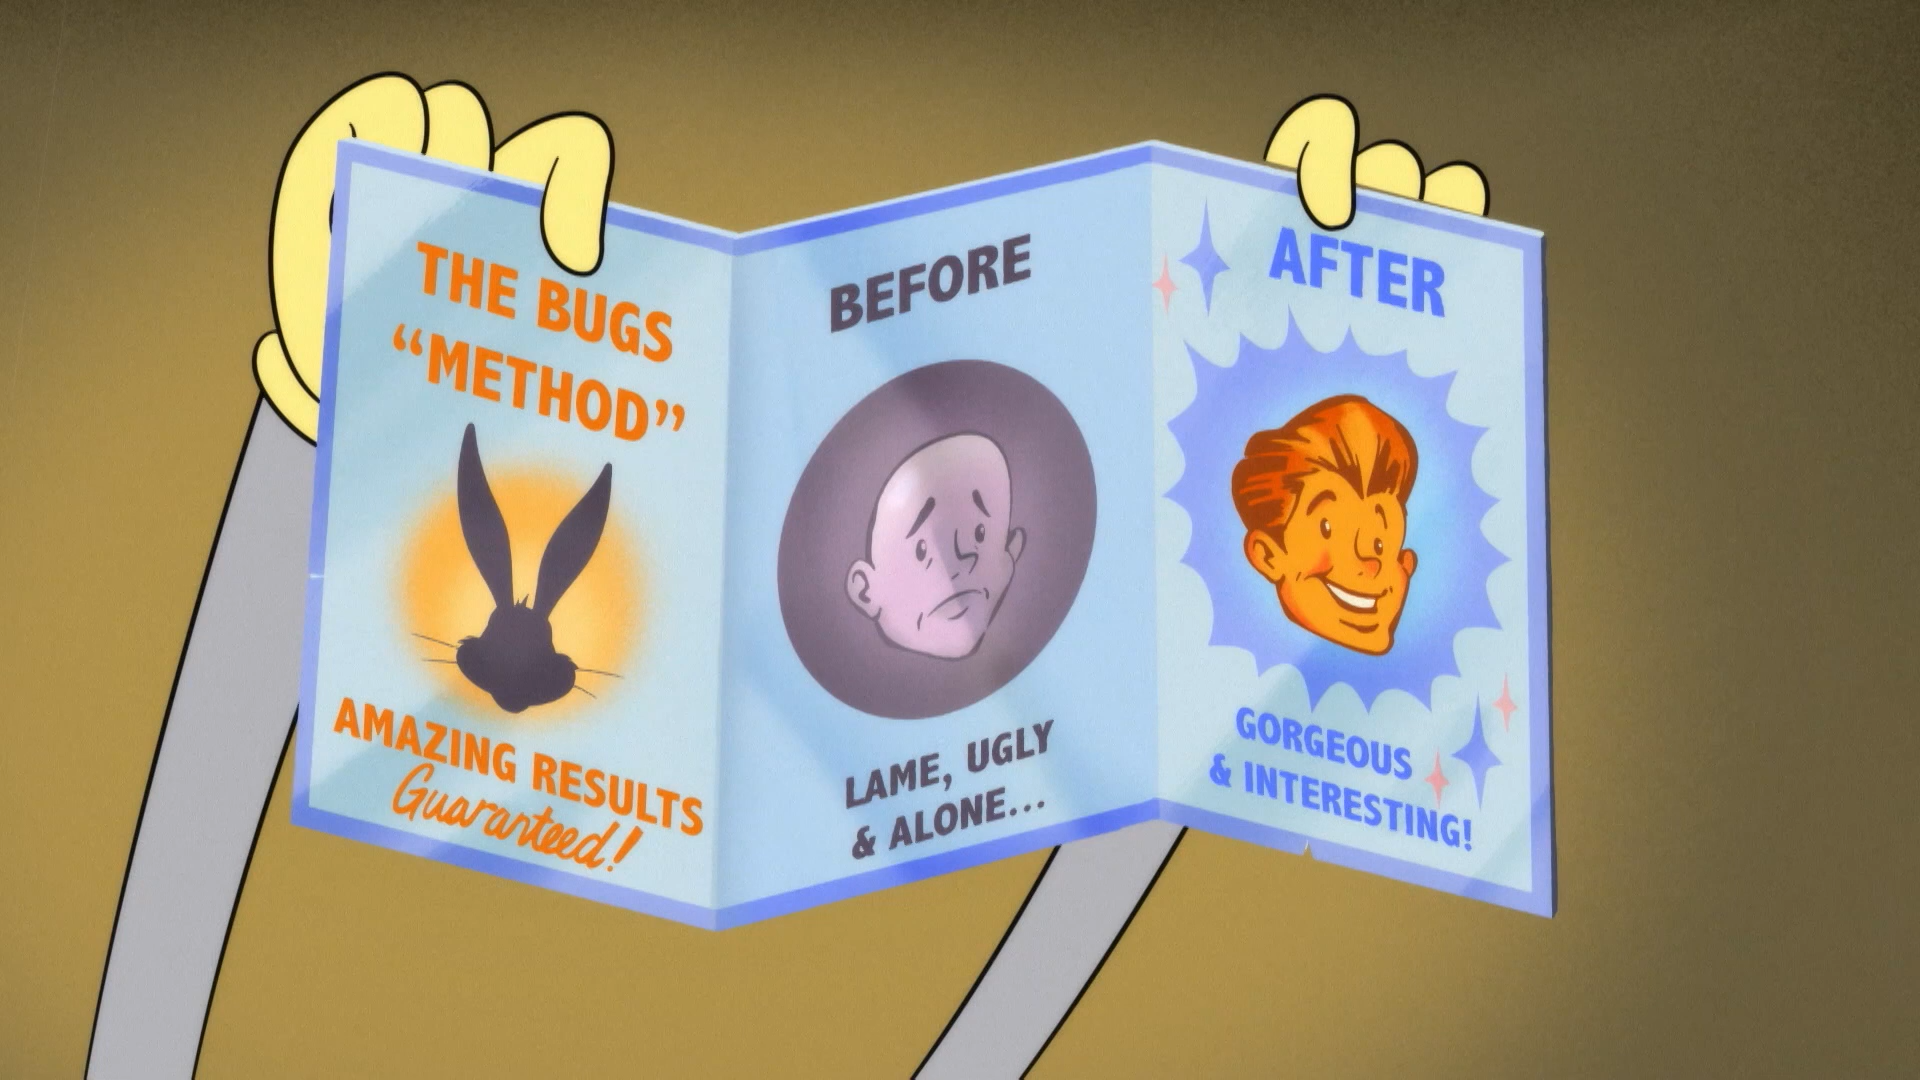 THE BUGS
“METHOD”
AMAZING RESULTS
Guaranteed!
BEFORE
LAME, UGLY
& ALONE...
AFTER
GORGEOUS
& INTERESTING!